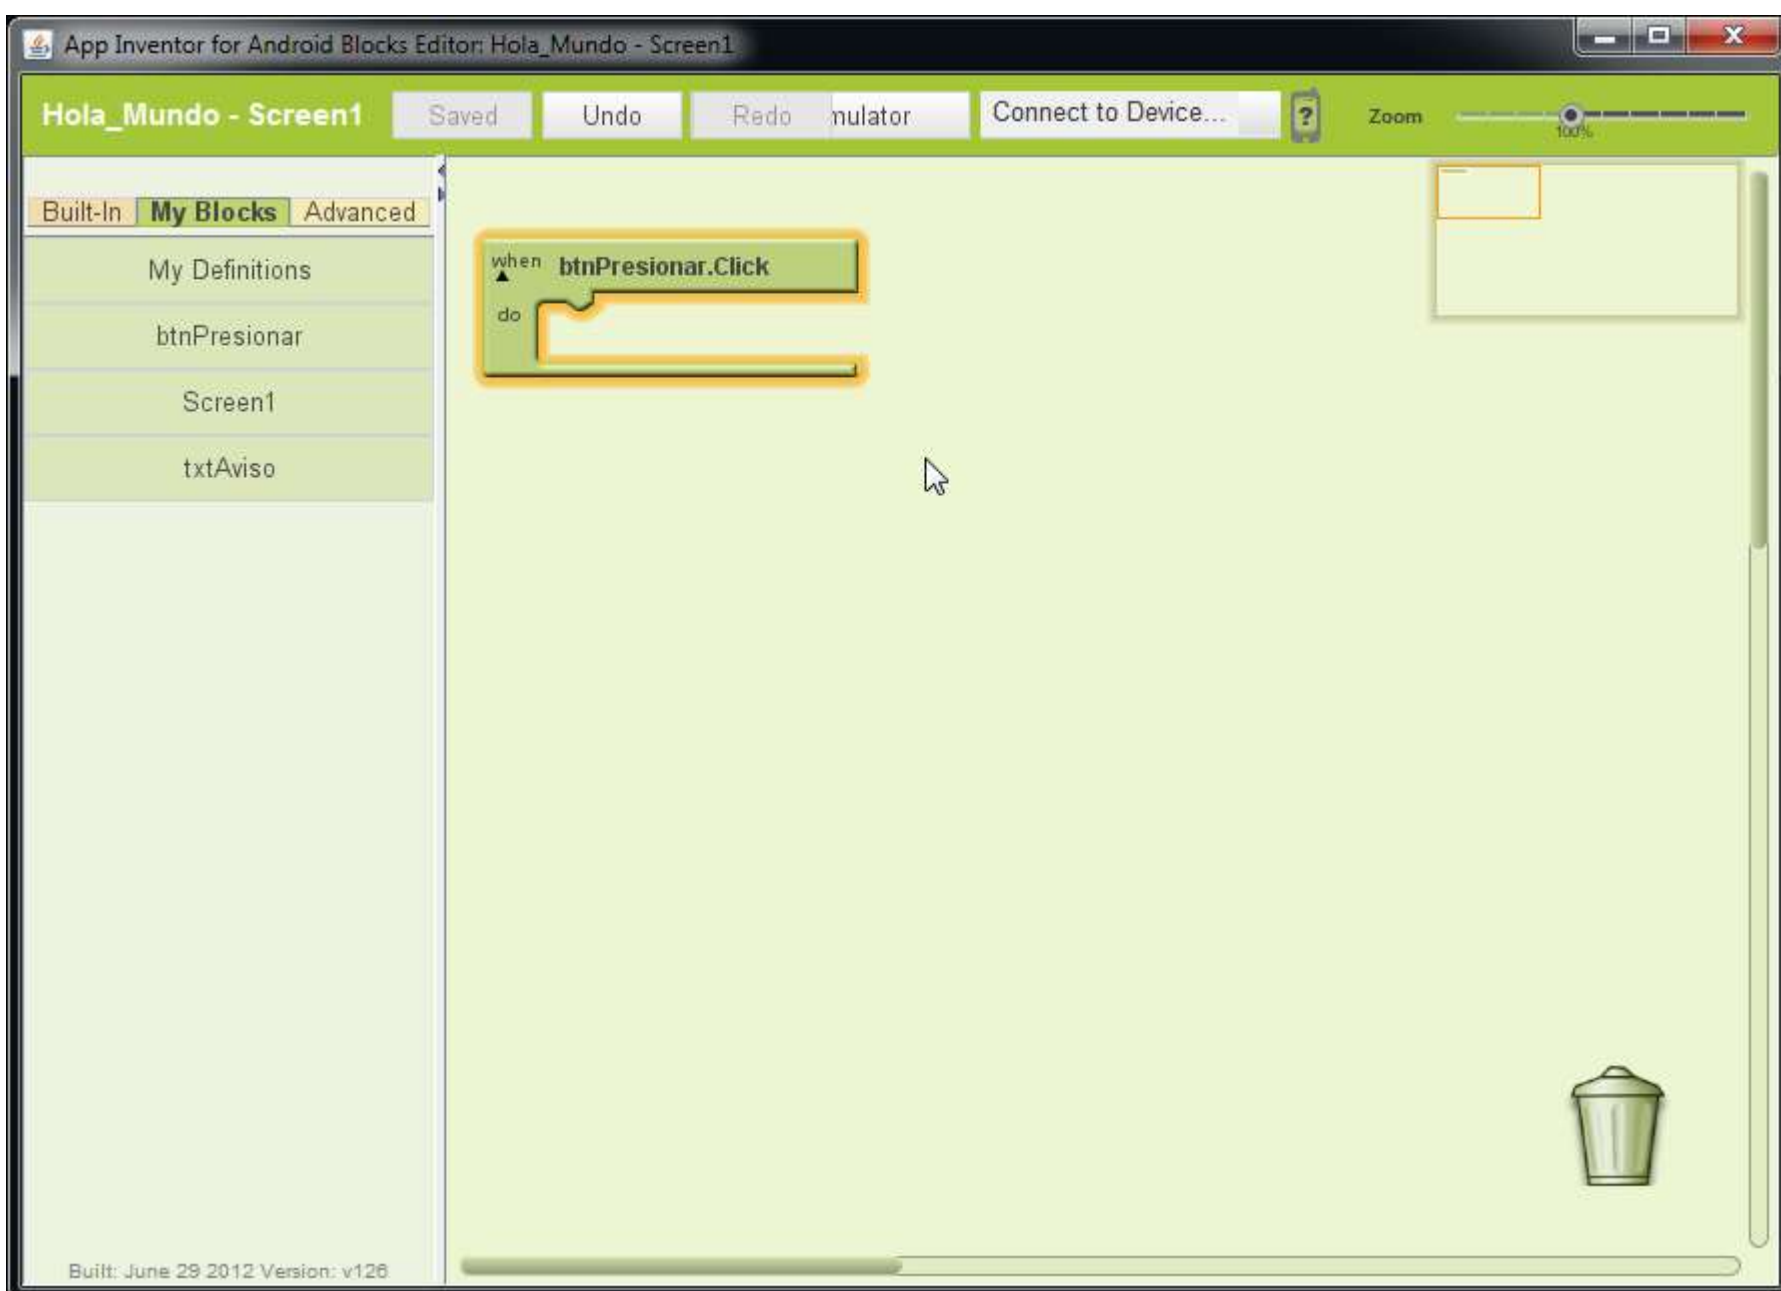 App Inventor for Android Blocks Editor: Hola_Mundo - Screen1
Hola_Mundo - Screen1 Saved Undo Redo mulator Connect to Device... ? Zoom 100%
Built-In My Blocks Advanced
My Definitions
btnPresionar
Screen1
txtAviso
when btnPresionar.Click
do
Built: June 29 2012 Version: v126